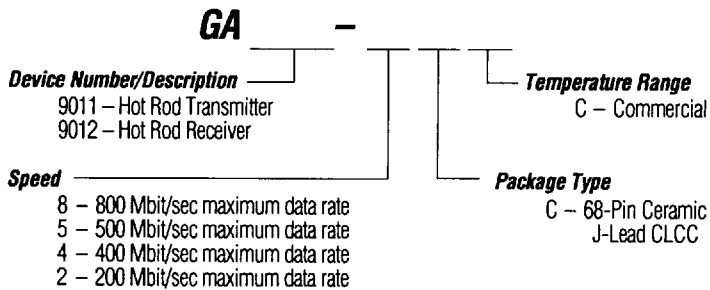 GA ____ – _ _ _
Device Number/Description
9011 – Hot Rod Transmitter
9012 – Hot Rod Receiver
Temperature Range
C – Commercial
Speed
8 – 800 Mbit/sec maximum data rate
5 – 500 Mbit/sec maximum data rate
4 – 400 Mbit/sec maximum data rate
2 – 200 Mbit/sec maximum data rate
Package Type
C – 68-Pin Ceramic
J-Lead CLCC